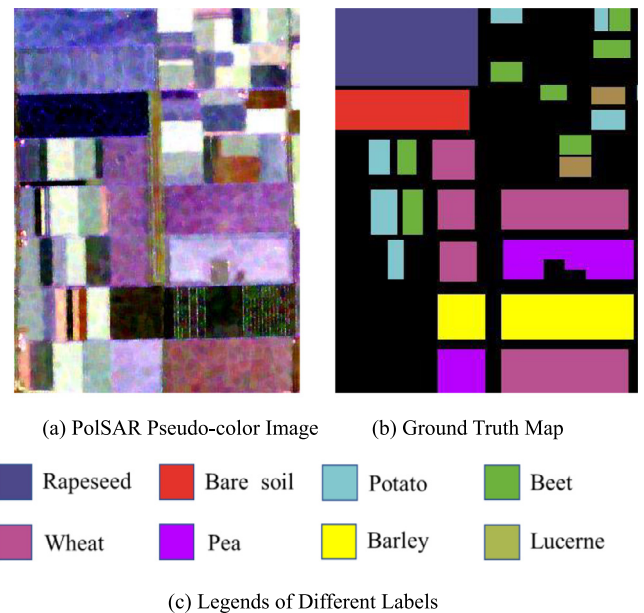 (a) PolSAR Pseudo-color Image (b) Ground Truth Map
Rapeseed Bare soil Potato Beet
Wheat Pea Barley Lucerne
(c) Legends of Different Labels